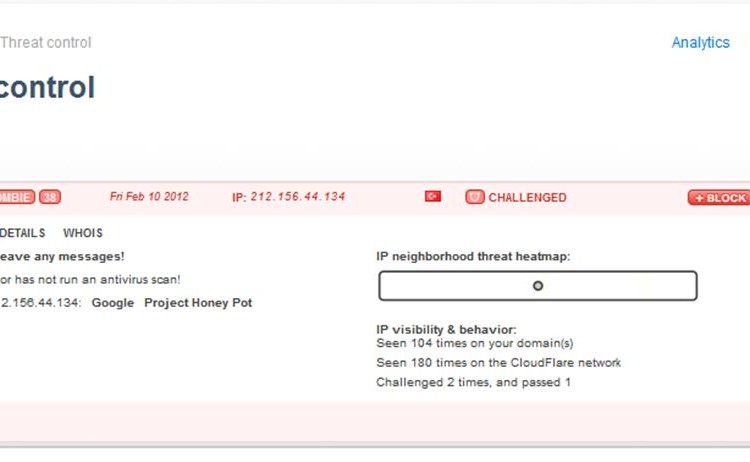 Threat control
Analytics
control
OMBIE 38 Fri Feb 10 2012 IP: 212.156.44.134 CHALLENGED + BLOCK
DETAILS WHOIS
eave any messages!
IP neighborhood threat heatmap:
or has not run an antivirus scan!
2.156.44.134: Google Project Honey Pot
IP visibility & behavior:
Seen 104 times on your domain(s)
Seen 180 times on the CloudFlare network
Challenged 2 times, and passed 1